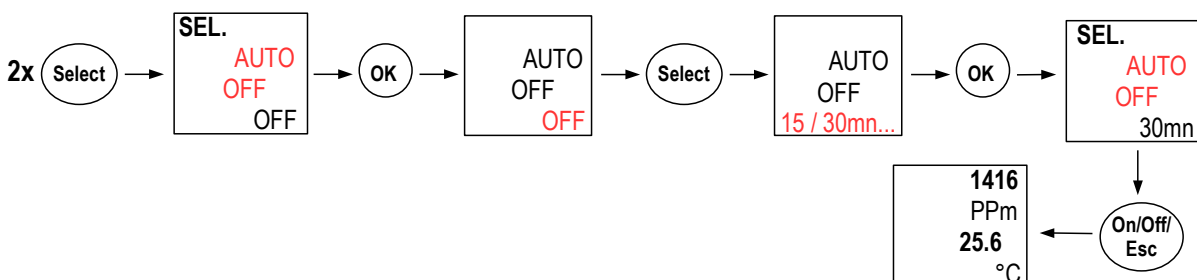 2x
Select
SEL.
AUTO
OFF
OFF
OK
AUTO
OFF
OFF
Select
AUTO
OFF
15 / 30mn...
OK
SEL.
AUTO
OFF
30mn
On/Off/
Esc
1416
PPm
25.6
°C